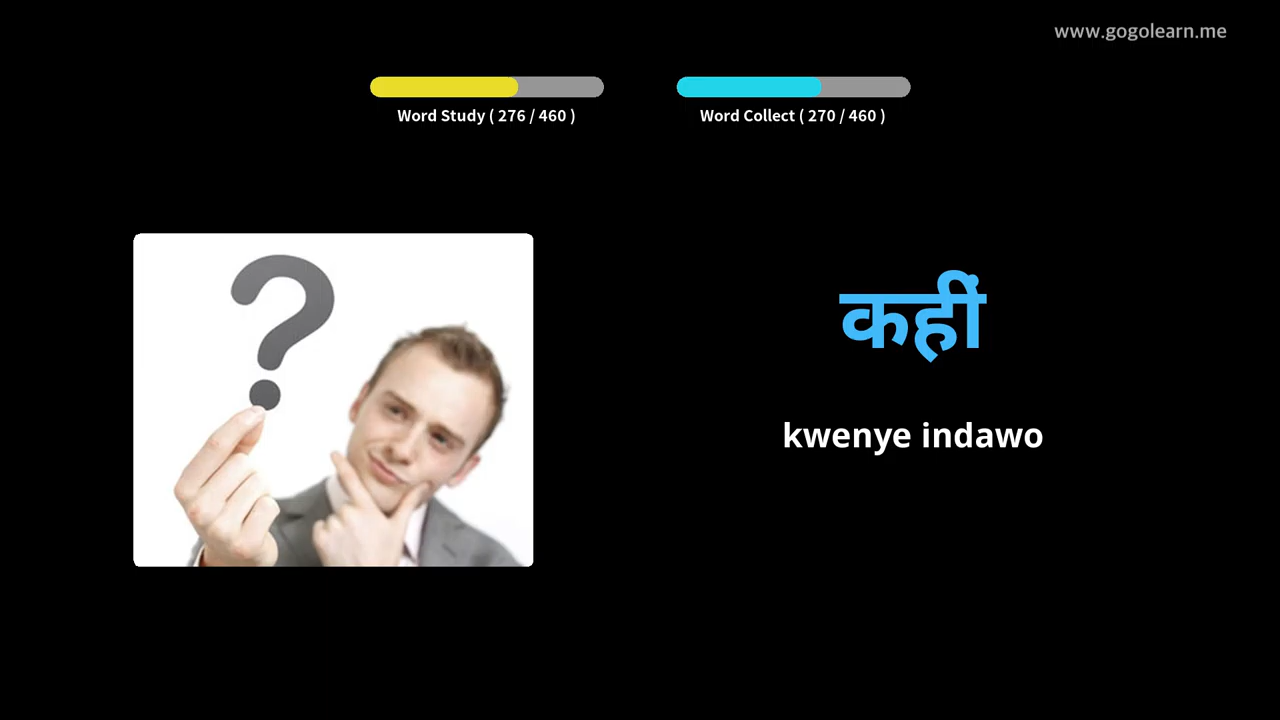 www.gogolearn.me
Word Study ( 276 / 460 )
Word Collect ( 270 / 460 )
कहीं
kwenye indawo